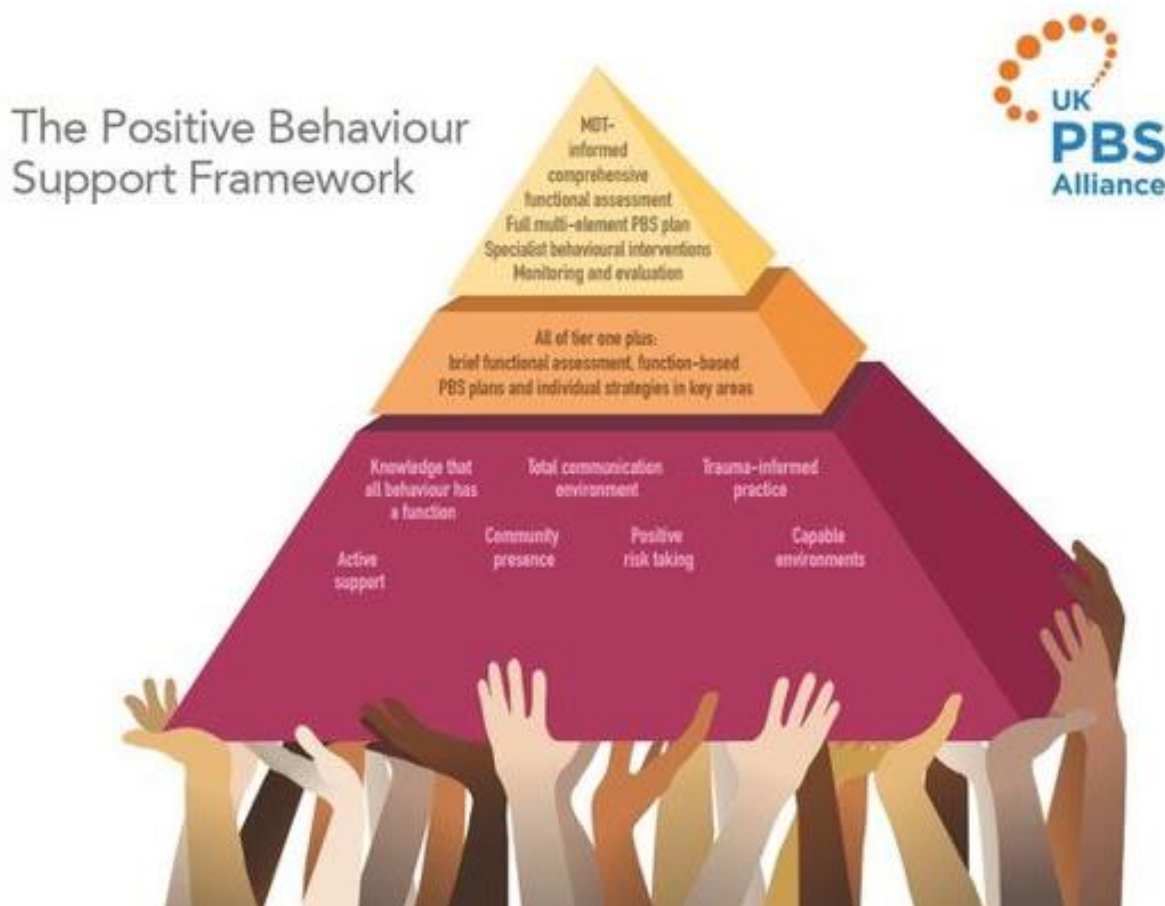 The Positive Behaviour
Support Framework
UK
PBS
Alliance
MDT-
informed
comprehensive
functional assessment
Full multi-element PBS plan
Specialist behavioural interventions
Monitoring and evaluation
All of tier one plus:
brief functional assessment, function-based
PBS plans and individual strategies in key areas
Knowledge that
all behaviour has
a function
Total communication
environment
Trauma-informed
practice
Active
support
Community
presence
Positive
risk taking
Capable
environments